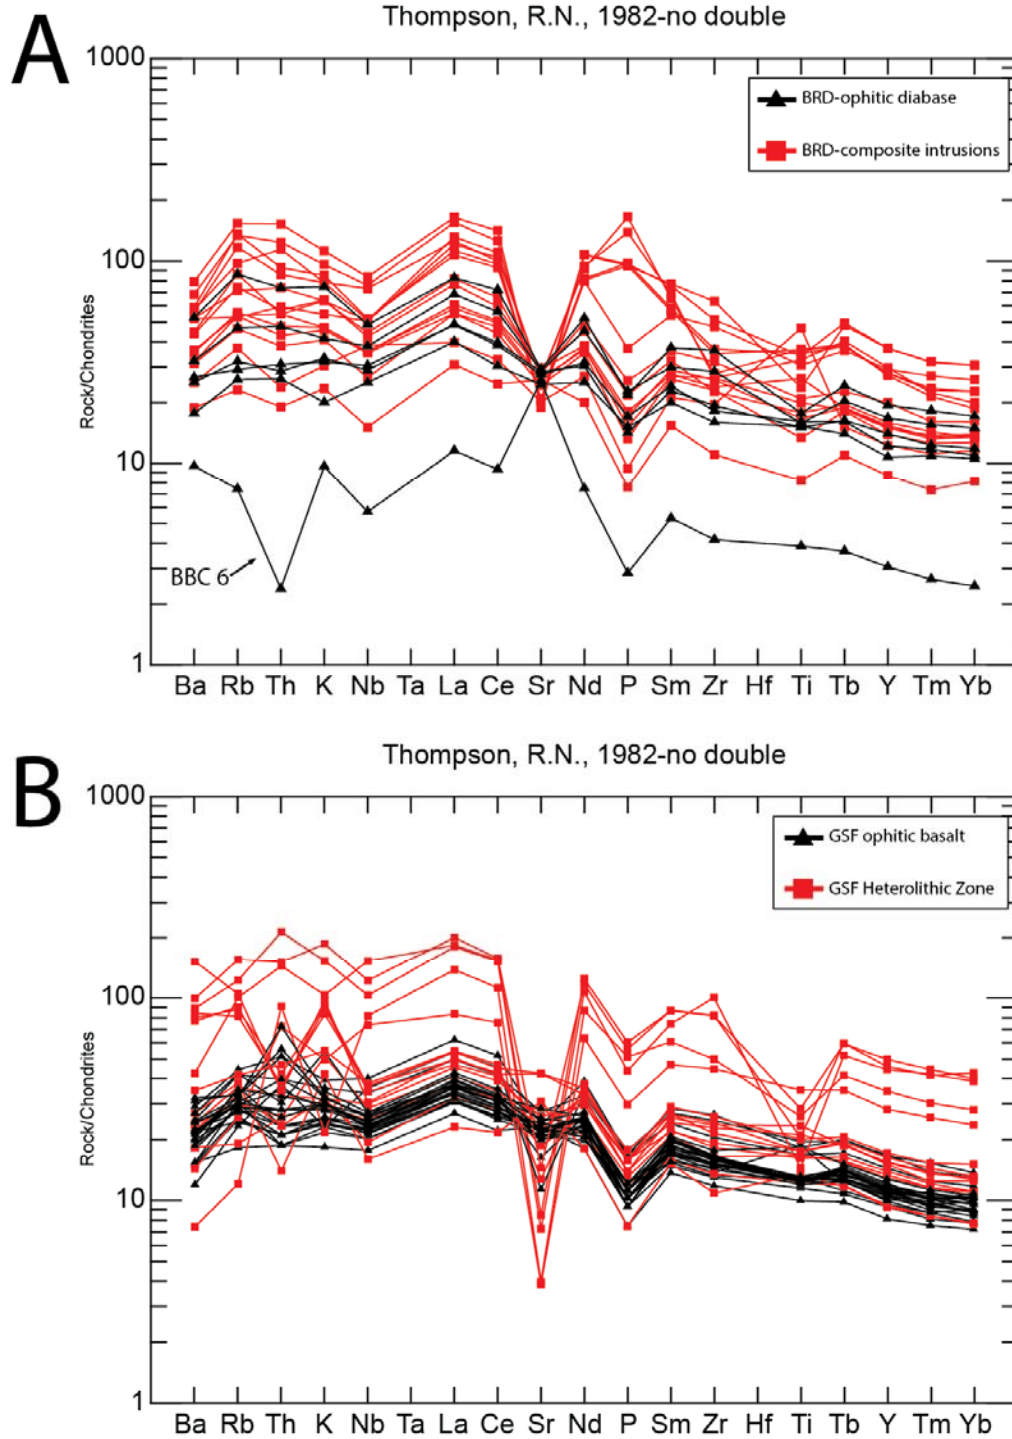 A
Thompson, R.N., 1982-no double
1000
BRD-ophitic diabase
BRD-composite intrusions
100
Rock/Chondrites
10
BBC 6
1
Ba Rb Th K Nb Ta La Ce Sr Nd P Sm Zr Hf Ti Tb Y Tm Yb
B
Thompson, R.N., 1982-no double
1000
GSF ophitic basalt
GSF Heterolithic Zone
100
Rock/Chondrites
10
1
Ba Rb Th K Nb Ta La Ce Sr Nd P Sm Zr Hf Ti Tb Y Tm Yb